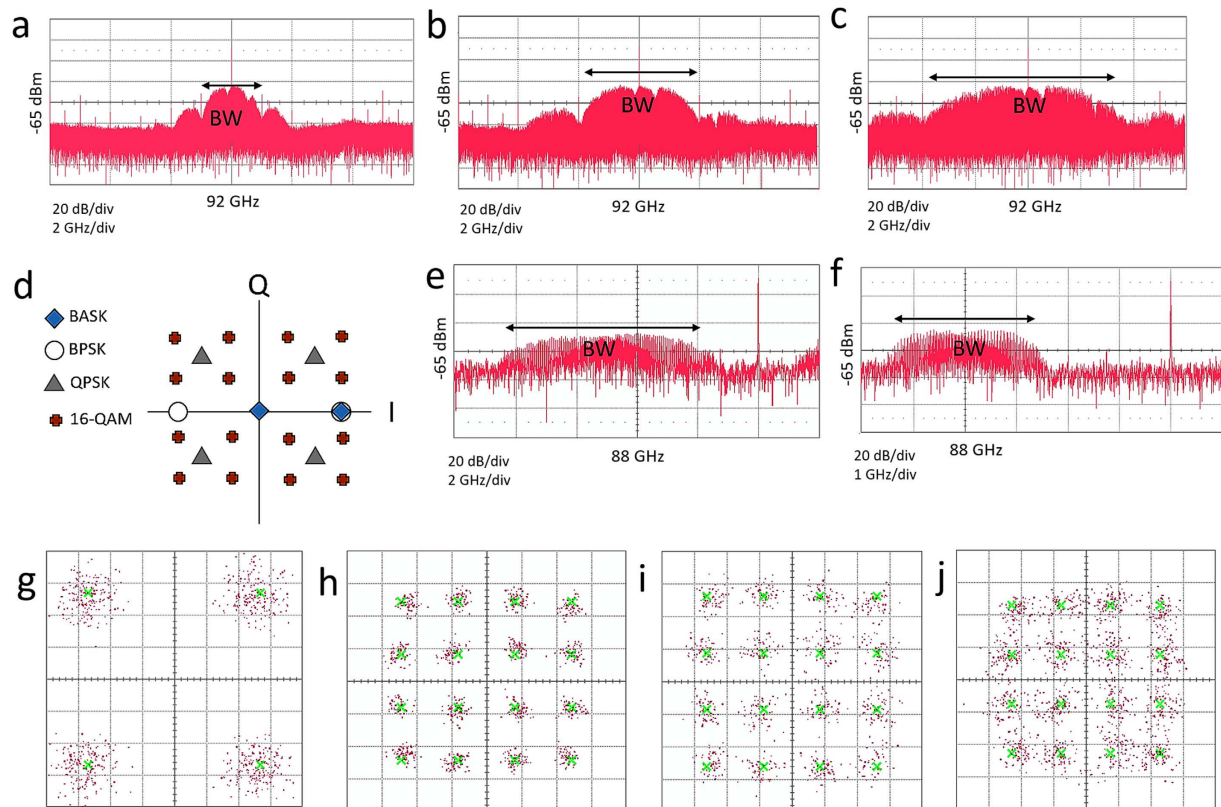 a
-65 dBm
BW
20 dB/div
2 GHz/div
92 GHz
b
-65 dBm
BW
20 dB/div
2 GHz/div
92 GHz
c
-65 dBm
BW
20 dB/div
2 GHz/div
92 GHz
d
Q
I
BASK
BPSK
QPSK
16-QAM
e
-65 dBm
BW
20 dB/div
2 GHz/div
88 GHz
f
-65 dBm
BW
20 dB/div
1 GHz/div
88 GHz
g
h
i
j